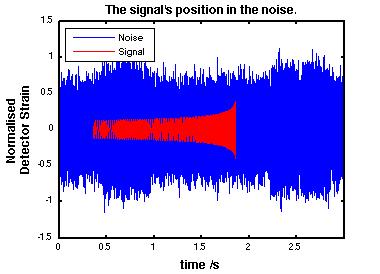 The signal's position in the noise.
Noise
Signal
Normalised
Detector Strain
1.5
1
0.5
0
-0.5
-1
-1.5
0
0.5
1
1.5
2
2.5
time /s